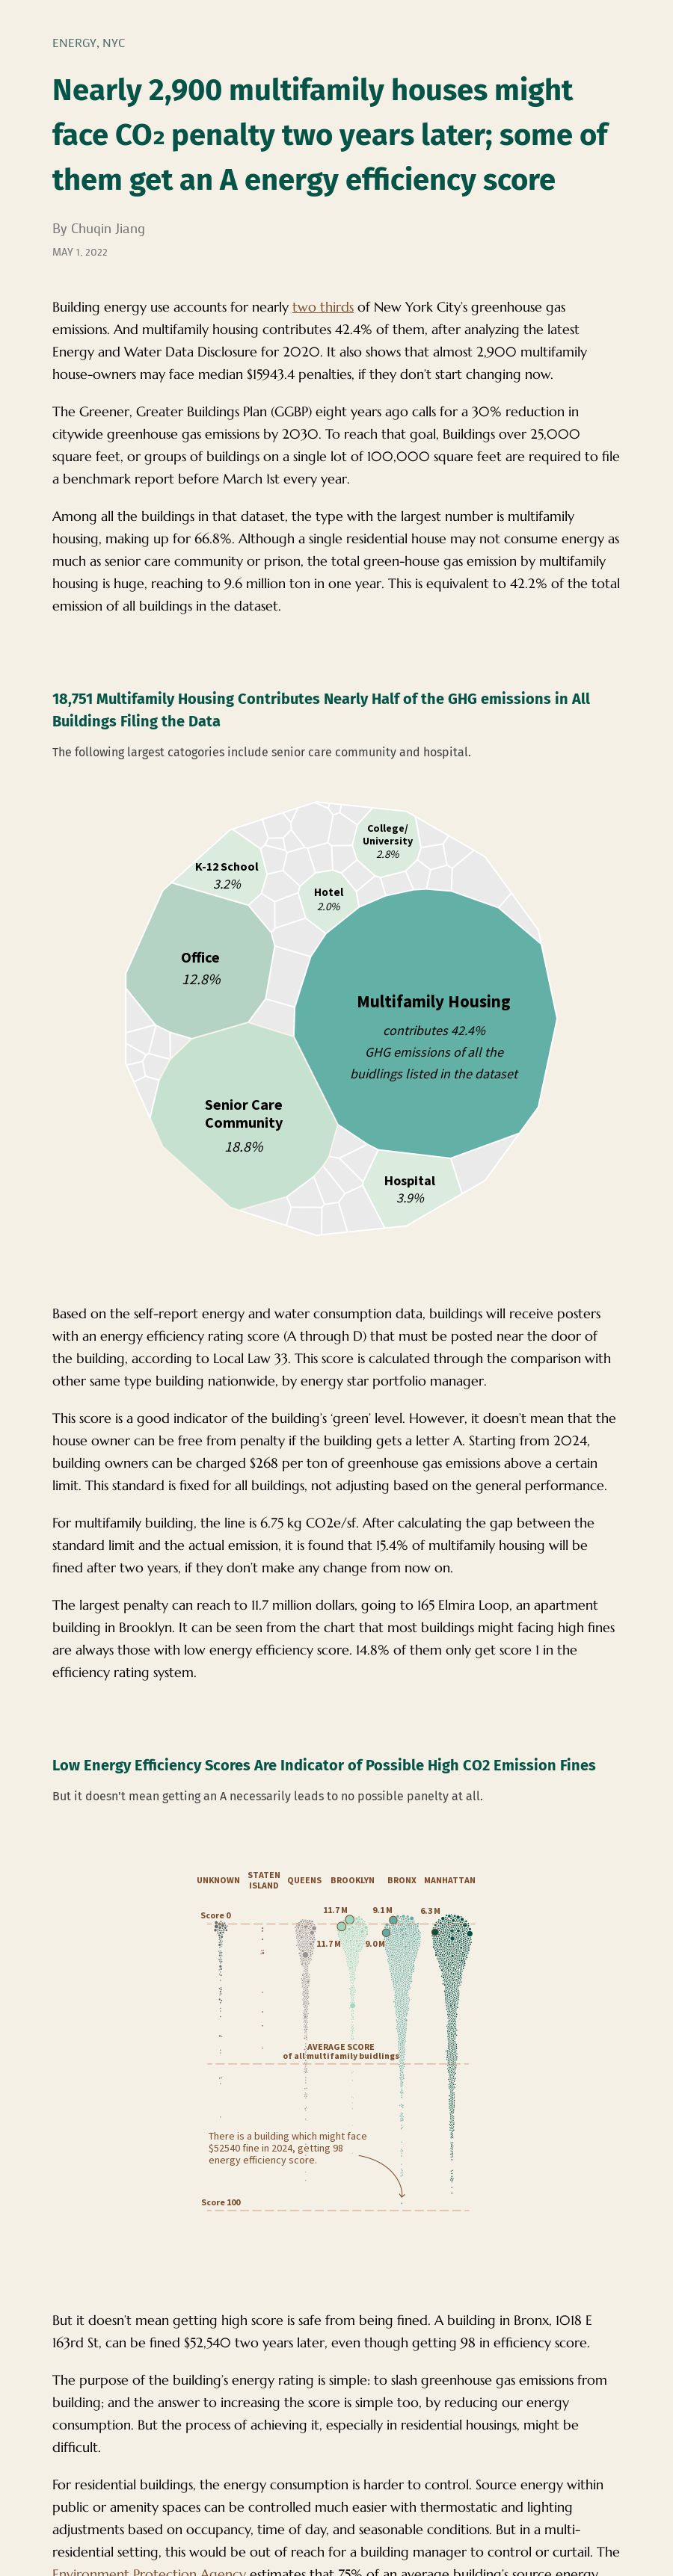 ENERGY, NYC
Nearly 2,900 multifamily houses might
face CO₂ penalty two years later; some of
them get an A energy efficiency score
By Chuqin Jiang
MAY 1, 2022
Building energy use accounts for nearly two thirds of New York City's greenhouse gas
emissions. And multifamily housing contributes 42.4% of them, after analyzing the latest
Energy and Water Data Disclosure for 2020. It also shows that almost 2,900 multifamily
house-owners may face median $15943.4 penalties, if they don't start changing now.
The Greener, Greater Buildings Plan (GGBP) eight years ago calls for a 30% reduction in
citywide greenhouse gas emissions by 2030. To reach that goal, Buildings over 25,000
square feet, or groups of buildings on a single lot of 100,000 square feet are required to file
a benchmark report before March 1st every year.
Among all the buildings in that dataset, the type with the largest number is multifamily
housing, making up for 66.8%. Although a single residential house may not consume energy as
much as senior care community or prison, the total green-house gas emission by multifamily
housing is huge, reaching to 9.6 million ton in one year. This is equivalent to 42.2% of the total
emission of all buildings in the dataset.
18,751 Multifamily Housing Contributes Nearly Half of the GHG emissions in All
Buildings Filing the Data
The following largest catogories include senior care community and hospital.
College/
University
2.8%
K-12 School
3.2%
Hotel
2.0%
Office
12.8%
Multifamily Housing
contributes 42.4%
GHG emissions of all the
buidlings listed in the dataset
Senior Care
Community
18.8%
Hospital
3.9%
Based on the self-report energy and water consumption data, buildings will receive posters
with an energy efficiency rating score (A through D) that must be posted near the door of
the building, according to Local Law 33. This score is calculated through the comparison with
other same type building nationwide, by energy star portfolio manager.
This score is a good indicator of the building's 'green' level. However, it doesn't mean that the
house owner can be free from penalty if the building gets a letter A. Starting from 2024,
building owners can be charged $268 per ton of greenhouse gas emissions above a certain
limit. This standard is fixed for all buildings, not adjusting based on the general performance.
For multifamily building, the line is 6.75 kg CO2e/sf. After calculating the gap between the
standard limit and the actual emission, it is found that 15.4% of multifamily housing will be
fined after two years, if they don't make any change from now on.
The largest penalty can reach to 11.7 million dollars, going to 165 Elmira Loop, an apartment
building in Brooklyn. It can be seen from the chart that most buildings might facing high fines
are always those with low energy efficiency score. 14.8% of them only get score 1 in the
efficiency rating system.
Low Energy Efficiency Scores Are Indicator of Possible High CO2 Emission Fines
But it doesn't mean getting an A necessarily leads to no possible panelty at all.
UNKNOWN STATEN ISLAND QUEENS BROOKLYN BRONX MANHATTAN
Score 0 11.7 M 9.1 M 6.3 M
11.7 M 9.0 M
AVERAGE SCORE
of all multifamily buidlings
There is a building which might face
$52540 fine in 2024, getting 98
energy efficiency score.
Score 100
But it doesn't mean getting high score is safe from being fined. A building in Bronx, 1018 E
163rd St, can be fined $52,540 two years later, even though getting 98 in efficiency score.
The purpose of the building's energy rating is simple: to slash greenhouse gas emissions from
building; and the answer to increasing the score is simple too, by reducing our energy
consumption. But the process of achieving it, especially in residential housings, might be
difficult.
For residential buildings, the energy consumption is harder to control. Source energy within
public or amenity spaces can be controlled much easier with thermostatic and lighting
adjustments based on occupancy, time of day, and seasonable conditions. But in a multi-
residential setting, this would be out of reach for a building manager to control or curtail. The
Environment Protection Agency estimates that 75% of an average building's source energy